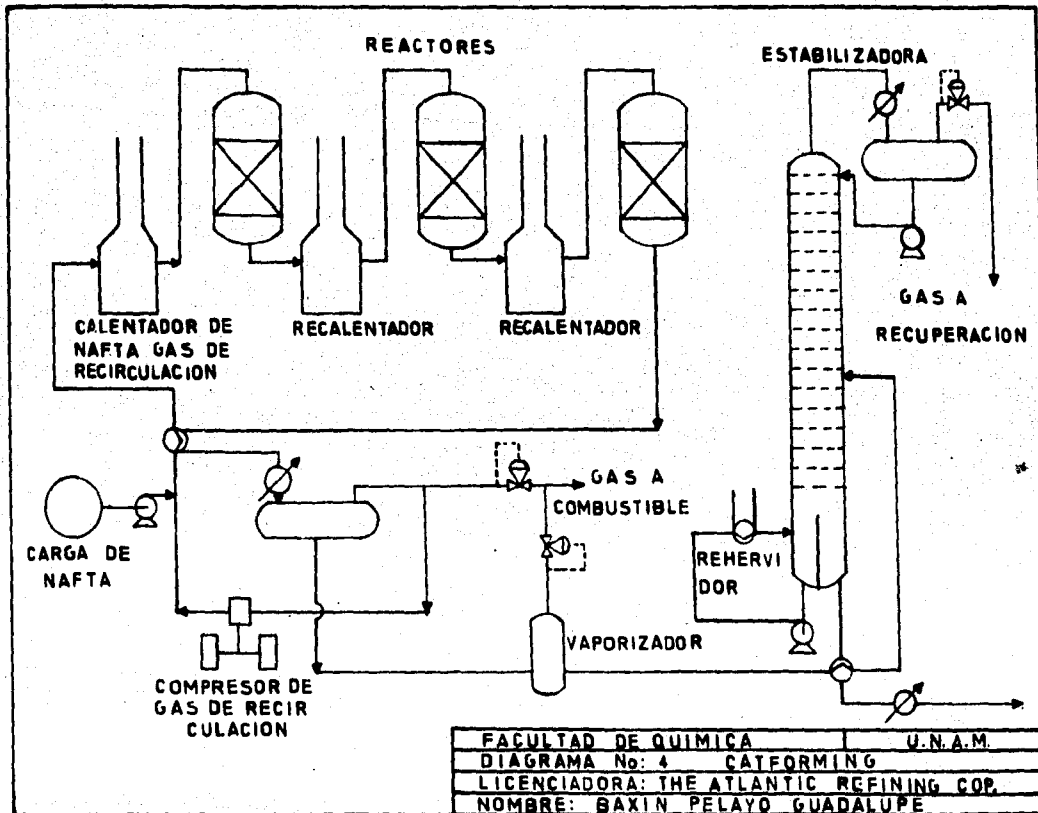 REACTORES
ESTABILIZADORA
CALENTADOR DE
NAFTA GAS DE
RECIRCULACION
RECALENTADOR
RECALENTADOR
GAS A
RECUPERACION
GAS A
COMBUSTIBLE
CARGA DE
NAFTA
REHERVI
DOR
VAPORIZADOR
COMPRESOR DE
GAS DE RECIR
CULACION
FACULTAD DE QUIMICA U.N.A.M.
DIAGRAMA No: 4 CATFORMING
LICENCIADORA: THE ATLANTIC REFINING COP.
NOMBRE: BAXIN PELAYO GUADALUPE